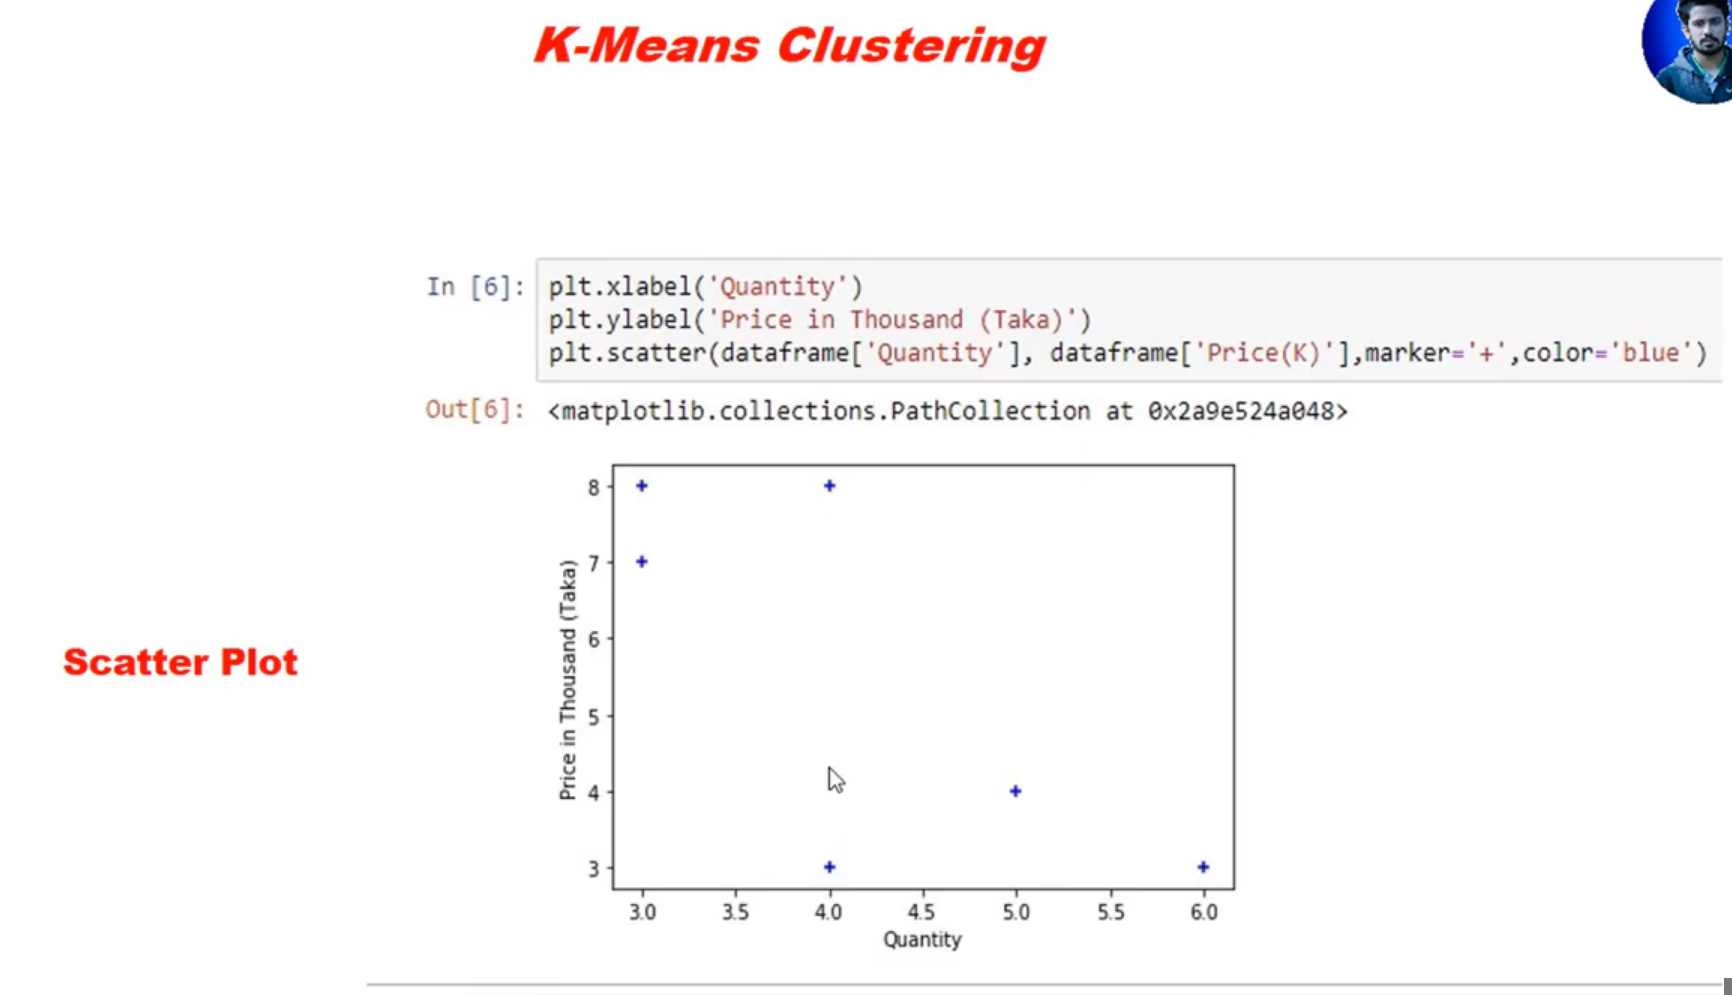 K-Means Clustering
In [6]:
plt.xlabel('Quantity')
plt.ylabel('Price in Thousand (Taka)')
plt.scatter(dataframe['Quantity'], dataframe['Price(K)'],marker='+',color='blue')
Out[6]: <matplotlib.collections.PathCollection at 0x2a9e524a048>
Scatter Plot
Price in Thousand (Taka)
8
7
6
5
4
3
3.0 3.5 4.0 4.5 5.0 5.5 6.0
Quantity